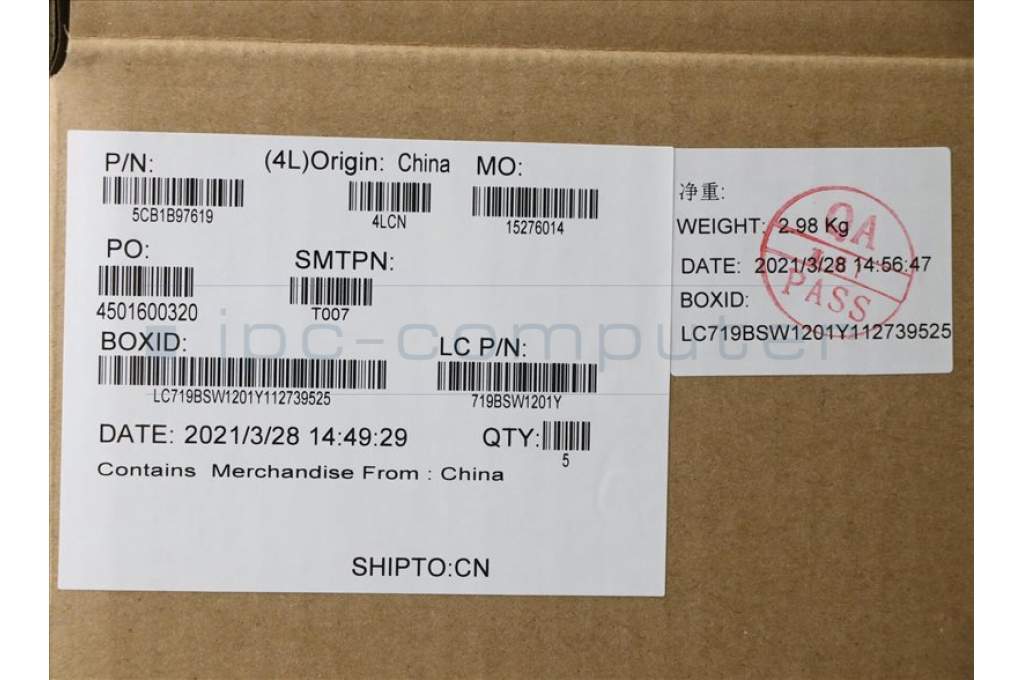 P/N: (4L)Origin: China MO:
5CB1B97619 4LCN 15276014
PO: SMTPN:
4501600320 T007
BOXID: LC P/N:
LC719BSW1201Y112739525 719BSW1201Y
DATE: 2021/3/28 14:49:29 QTY:
5
Contains Merchandise From : China
SHIPTO:CN
净重:
WEIGHT: 2.98 Kg
DATE: 2021/3/28 14:56:47
BOXID:
LC719BSW1201Y112739525
QA
PASS
ipc-computer